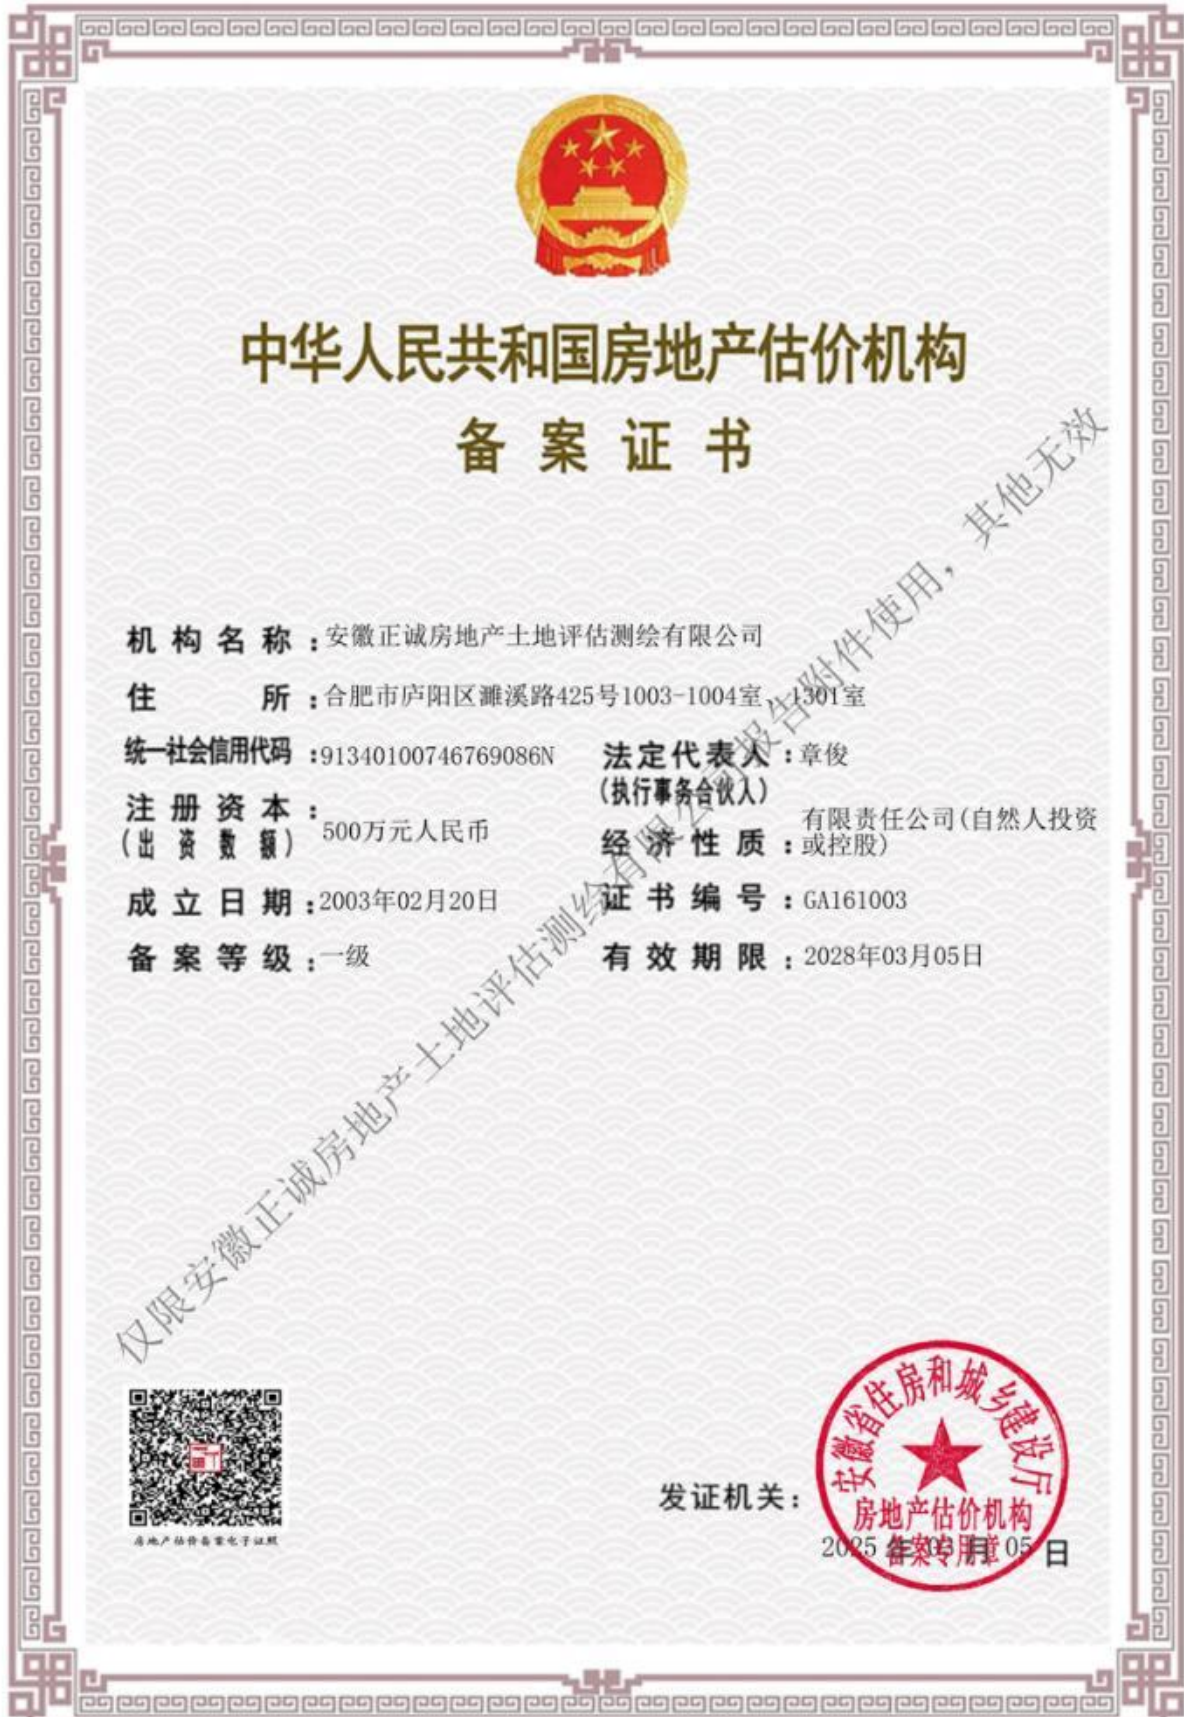 中华人民共和国房地产估价机构
备案证书
机构名称：安徽正诚房地产土地评估测绘有限公司
住所：合肥市庐阳区濉溪路425号1003-1004室、1301室
统一社会信用代码：91340100746769086N
法定代表人：章俊
(执行事务合伙人)
注册资本：500万元人民币
(出资数额)
经济性质：有限责任公司(自然人投资
或控股)
成立日期：2003年02月20日
证书编号：GA161003
备案等级：一级
有效期限：2028年03月05日
仅限安徽正诚房地产土地评估测绘有限公司报告附件使用，其他无效
房地产估价备案电子证照
发证机关：
安徽省住房和城乡建设厅
房地产估价机构
备案专用章
2025年03月05日